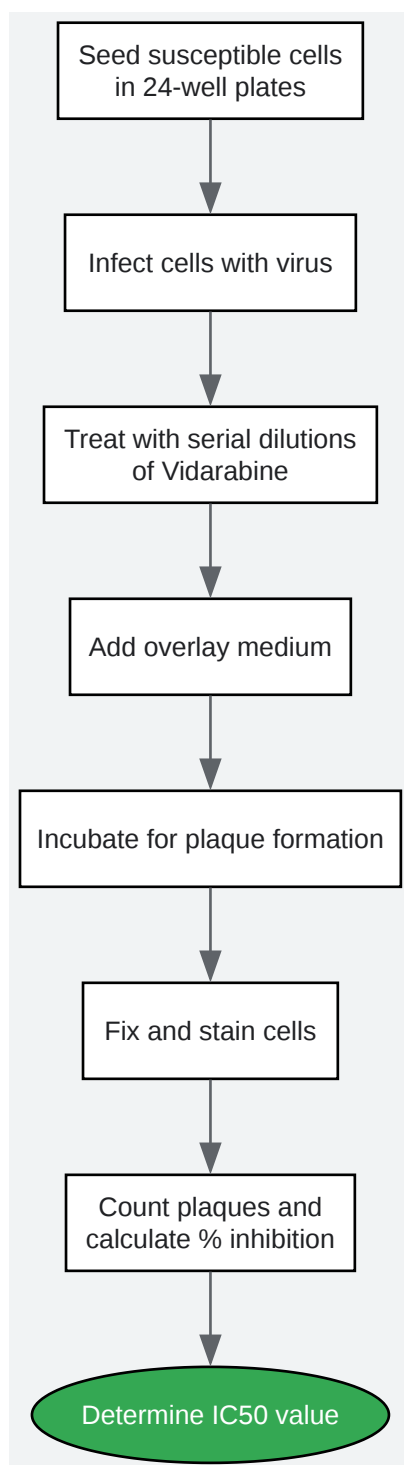 Seed susceptible cells
in 24-well plates
Infect cells with virus
Treat with serial dilutions
of Vidarabine
Add overlay medium
Incubate for plaque formation
Fix and stain cells
Count plaques and
calculate % inhibition
Determine IC50 value